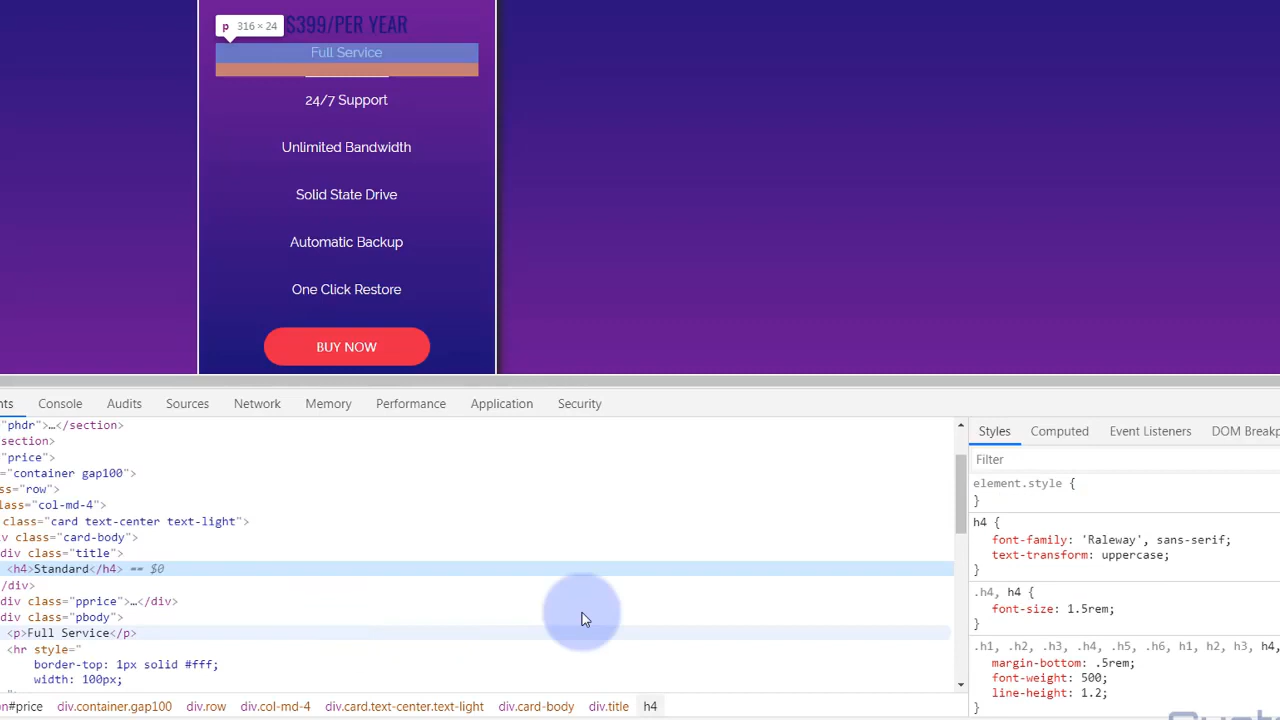 $399/PER YEAR
p 316 × 24
Full Service
24/7 Support
Unlimited Bandwidth
Solid State Drive
Automatic Backup
One Click Restore
BUY NOW
nts Console Audits Sources Network Memory Performance Application Security
"phdr">…</section>
section>
"price">
="container gap100">
ass="row">
lass="col-md-4">
class="card text-center text-light">
iv class="card-body">
div class="title">
<h4>Standard</h4> == $0
/div>
div class="pprice">…</div>
div class="pbody">
<p>Full Service</p>
<hr style="
border-top: 1px solid #fff;
width: 100px;
">
on#price div.container.gap100 div.row div.col-md-4 div.card.text-center.text-light div.card-body div.title h4
Styles Computed Event Listeners DOM Breakp
Filter
element.style {
}
h4 {
font-family: 'Raleway', sans-serif;
text-transform: uppercase;
}
.h4, h4 {
font-size: 1.5rem;
}
.h1, .h2, .h3, .h4, .h5, .h6, h1, h2, h3, h4,
margin-bottom: .5rem;
font-weight: 500;
line-height: 1.2;
}